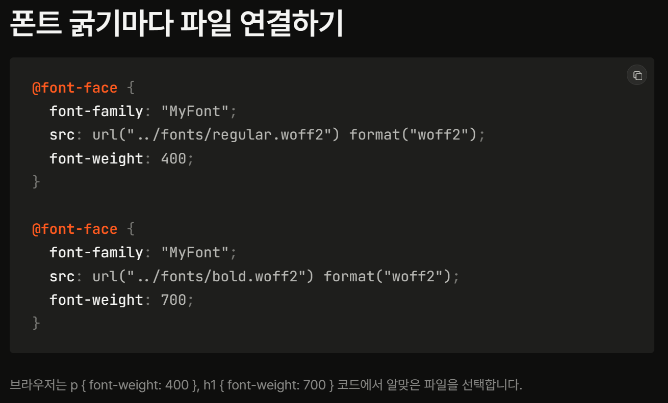 폰트 굵기마다 파일 연결하기
@font-face {
  font-family: "MyFont";
  src: url("../fonts/regular.woff2") format("woff2");
  font-weight: 400;
}
@font-face {
  font-family: "MyFont";
  src: url("../fonts/bold.woff2") format("woff2");
  font-weight: 700;
}
브라우저는 p { font-weight: 400 }, h1 { font-weight: 700 } 코드에서 알맞은 파일을 선택합니다.